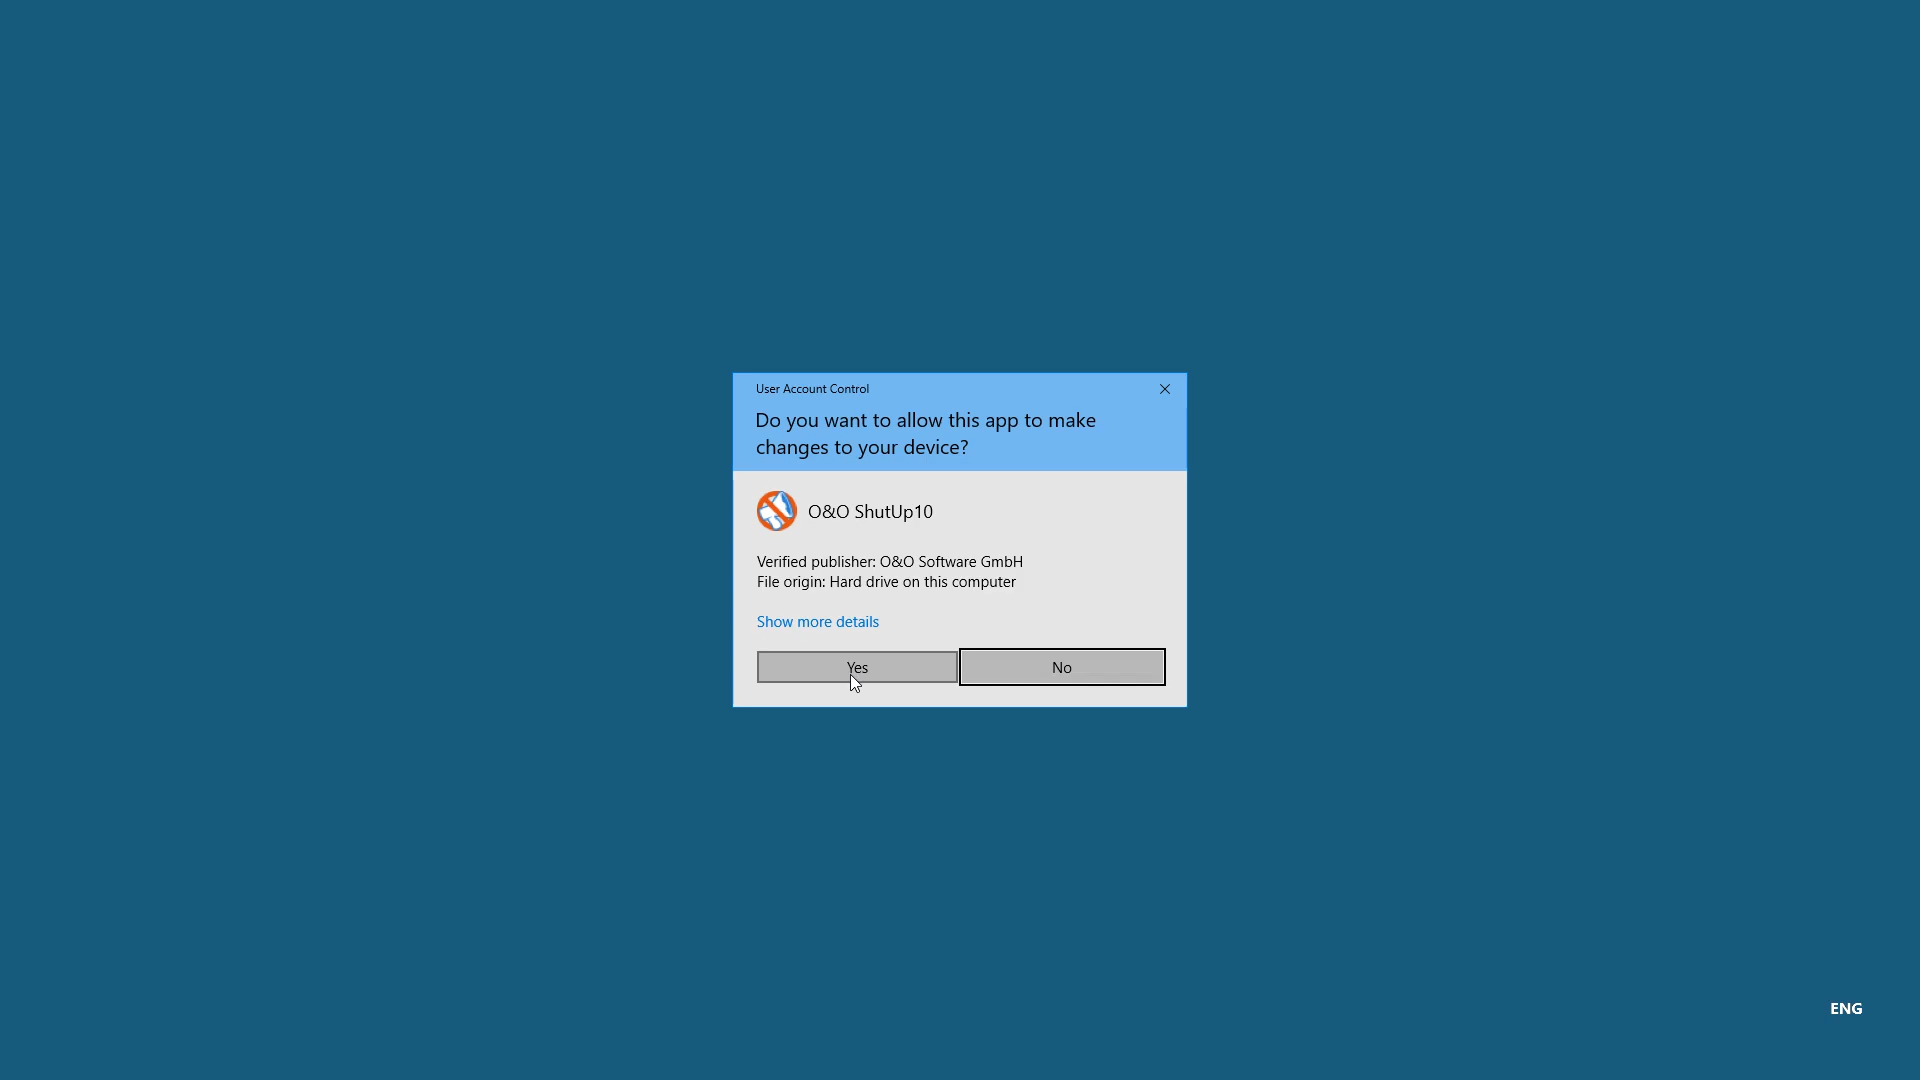 User Account Control
Do you want to allow this app to make
changes to your device?
O&O ShutUp10
Verified publisher: O&O Software GmbH
File origin: Hard drive on this computer
Show more details
Yes
No
ENG